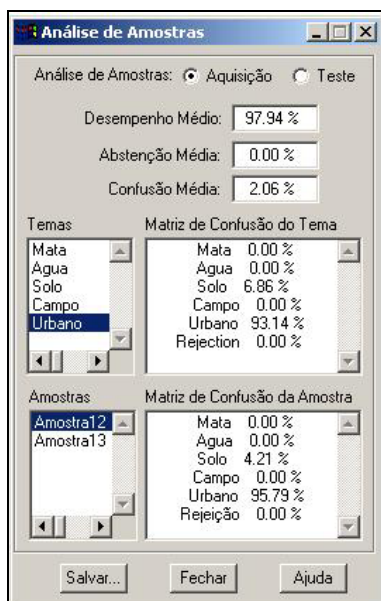 Análise de Amostras
Análise de Amostras: Aquisição Teste
Desempenho Médio: 97.94 %
Abstenção Média: 0.00 %
Confusão Média: 2.06 %
Temas
Mata
Agua
Solo
Campo
Urbano
Matriz de Confusão do Tema
Mata 0.00 %
Agua 0.00 %
Solo 6.86 %
Campo 0.00 %
Urbano 93.14 %
Rejection 0.00 %
Amostras
Amostra12
Amostra13
Matriz de Confusão da Amostra
Mata 0.00 %
Agua 0.00 %
Solo 4.21 %
Campo 0.00 %
Urbano 95.79 %
Rejeição 0.00 %
Salvar... Fechar Ajuda